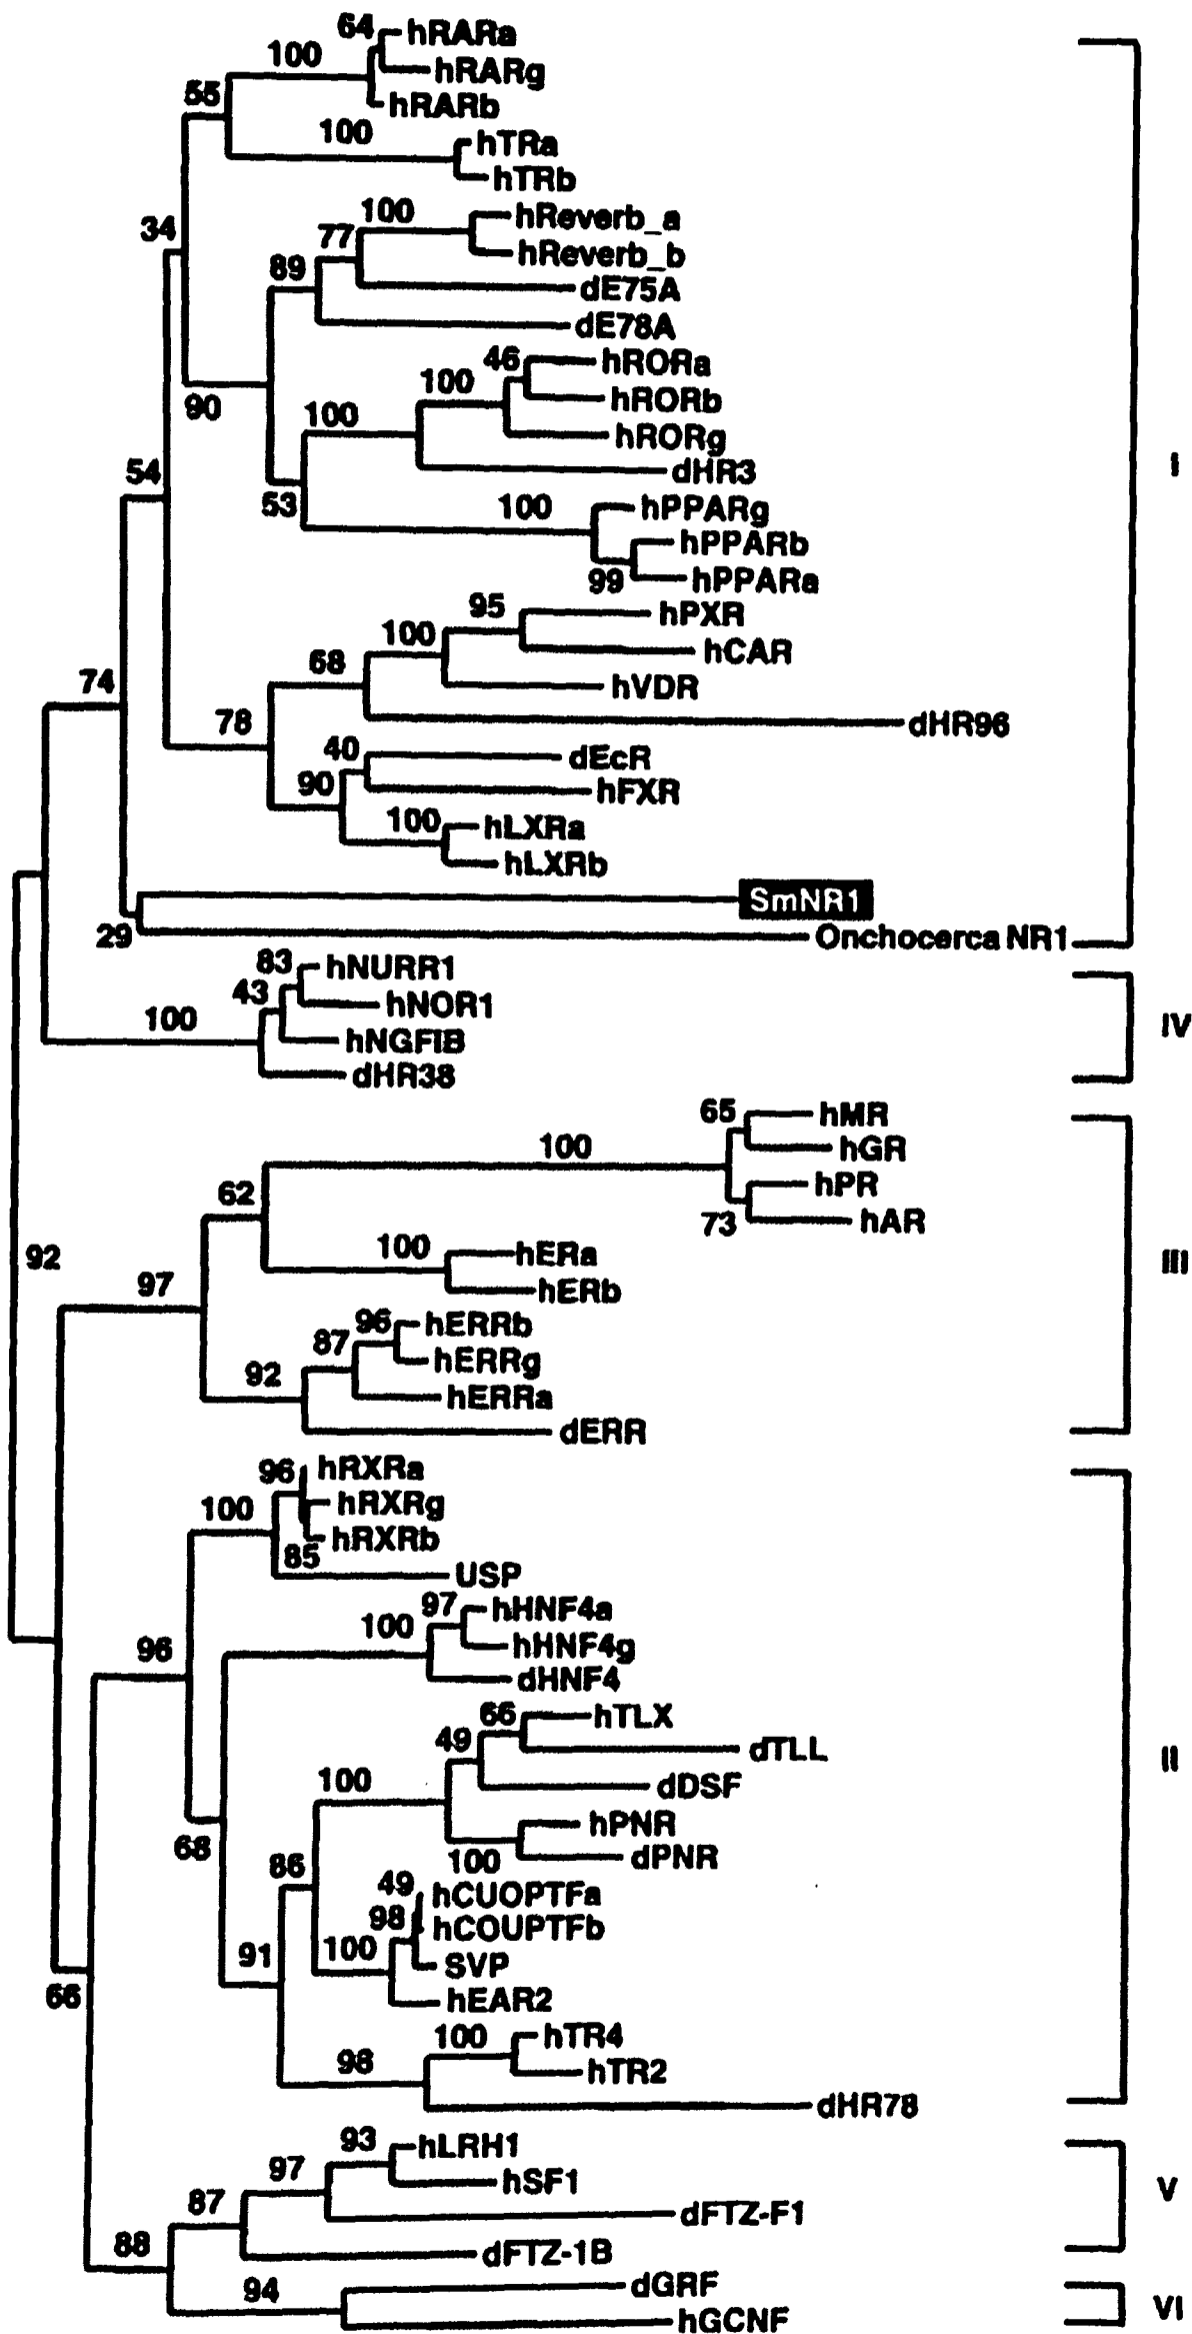 64 hRARa
100
hRARg
55
hRARb
100
hTRa
hTRb
100 hReverb_a
34
77
hReverb_b
89
dE75A
dE78A
46 hRORa
100
hRORb
90
100
hRORg
I
54
dHR3
53
100 hPPARg
hPPARb
99 hPPARa
95 hPXR
100
hCAR
68
hVDR
74
78
dHR96
40 dEcR
90
hFXR
100 hLXRa
hLXRb
SmNR1
29
Onchocerca NR1
83 hNURR1
43
hNOR1
100
IV
hNGFIB
dHR38
65 hMR
100
hGR
hPR
62
73 hAR
100 hERa
92
III
97
hERb
96 hERRb
87
hERRg
92
hERRa
dERR
96 hRXRa
100
hRXRg
hRXRb
85
USP
97 hHNF4a
100
hHNF4g
96
dHNF4
66 hTLX
49
dTLL
II
100
dDSF
hPNR
68
100 dPNR
86
49 hCUOPTFa
98 hCOUPTFb
91
100
SVP
66
hEAR2
100 hTR4
98
hTR2
dHR78
93 hLRH1
97
hSF1
V
87
dFTZ-F1
88
dFTZ-1B
94
dGRF
VI
hGCNF